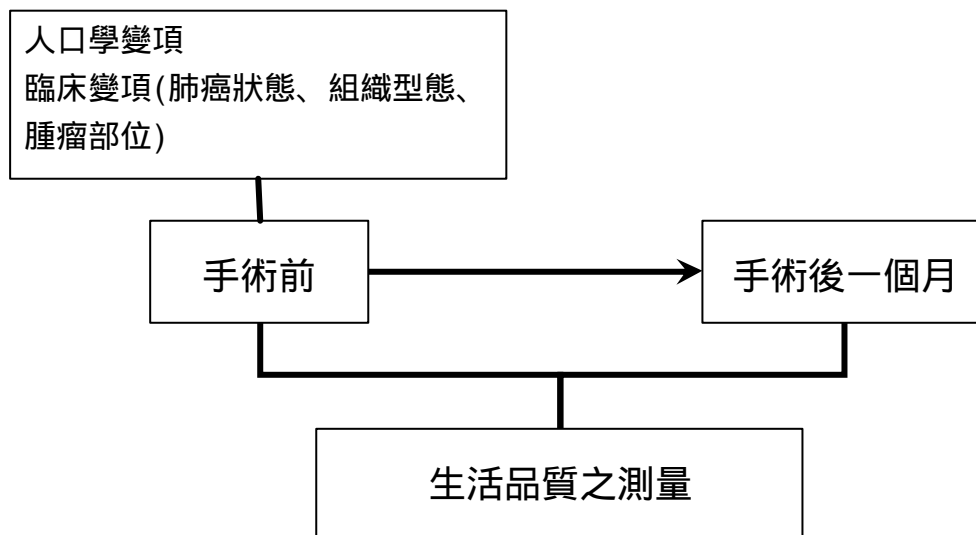 人口學變項
臨床變項(肺癌狀態、組織型態、
腫瘤部位)
手術前
手術後一個月
生活品質之測量